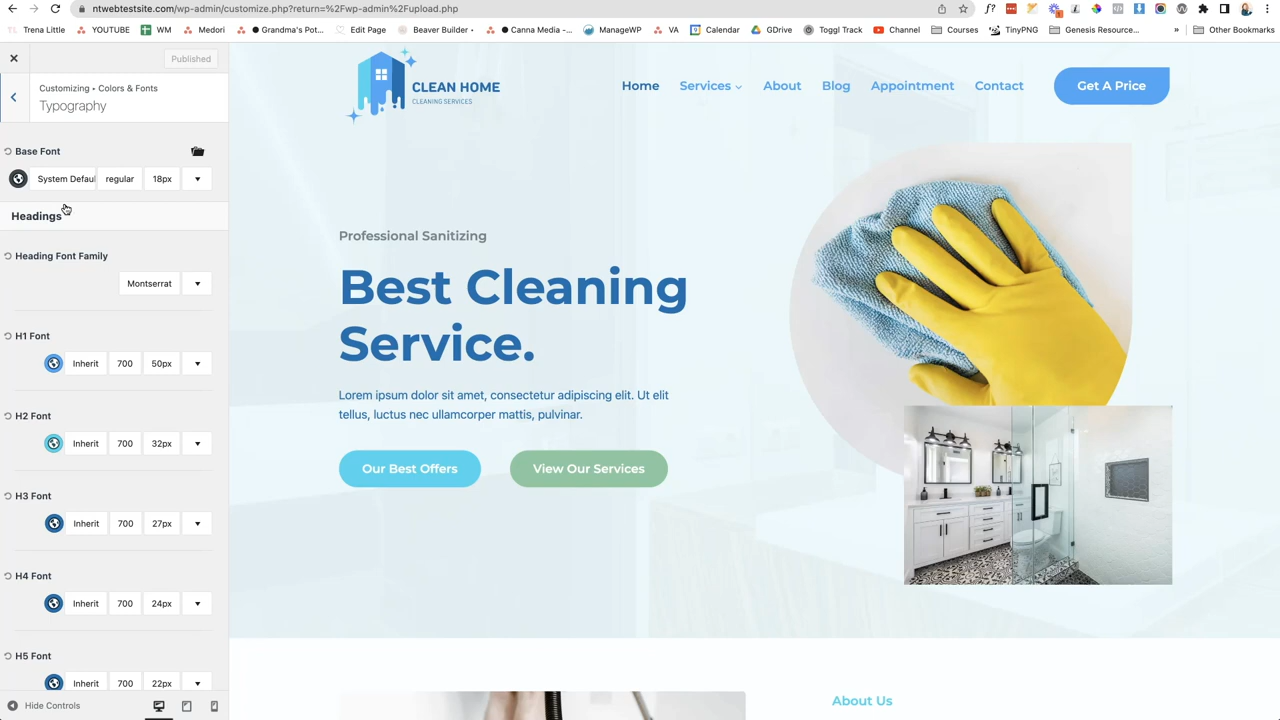 ntwebtestsite.com/wp-admin/customize.php?return=%2Fwp-admin%2Fupload.php
Trena Little
YOUTUBE
WM
Medori
Grandma's Pot...
Edit Page
Beaver Builder •
Canna Media -...
ManageWP
VA
Calendar
GDrive
Toggl Track
Channel
Courses
TinyPNG
Genesis Resource...
»
Other Bookmarks
Published
Customizing • Colors & Fonts
Typography
Base Font
System Defaul
regular
18px
Headings
Heading Font Family
Montserrat
H1 Font
Inherit
700
50px
H2 Font
Inherit
700
32px
H3 Font
Inherit
700
27px
H4 Font
Inherit
700
24px
H5 Font
Inherit
700
22px
Hide Controls
CLEAN HOME
CLEANING SERVICES
Home
Services
About
Blog
Appointment
Contact
Get A Price
Professional Sanitizing
Best Cleaning
Service.
Lorem ipsum dolor sit amet, consectetur adipiscing elit. Ut elit
tellus, luctus nec ullamcorper mattis, pulvinar.
Our Best Offers
View Our Services
About Us